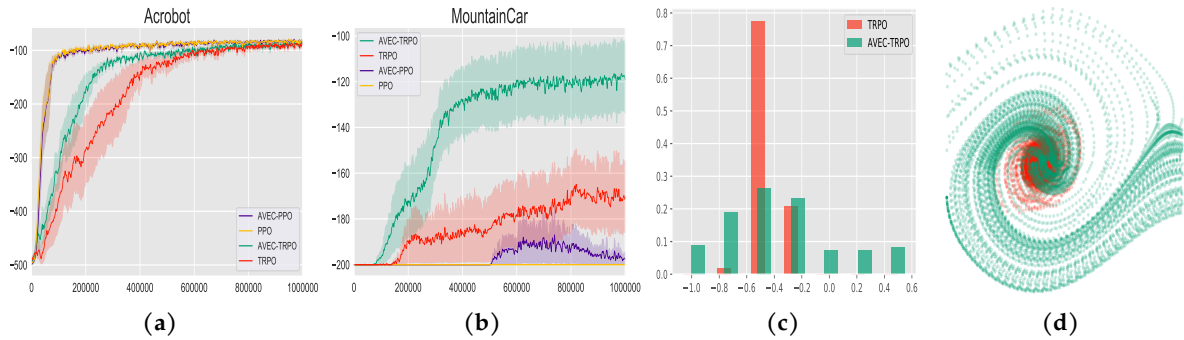 Acrobot
−100
−200
−300
−400
−500
0
200000
400000
600000
800000
1000000
AVEC-PPO
PPO
AVEC-TRPO
TRPO
(a)
MountainCar
−100
−120
−140
−160
−180
−200
0
200000
400000
600000
800000
1000000
AVEC-TRPO
TRPO
AVEC-PPO
PPO
(b)
0.8
0.7
0.6
0.5
0.4
0.3
0.2
0.1
0.0
−1.0
−0.8
−0.6
−0.4
−0.2
0.0
0.2
0.4
0.6
TRPO
AVEC-TRPO
(c)
(d)